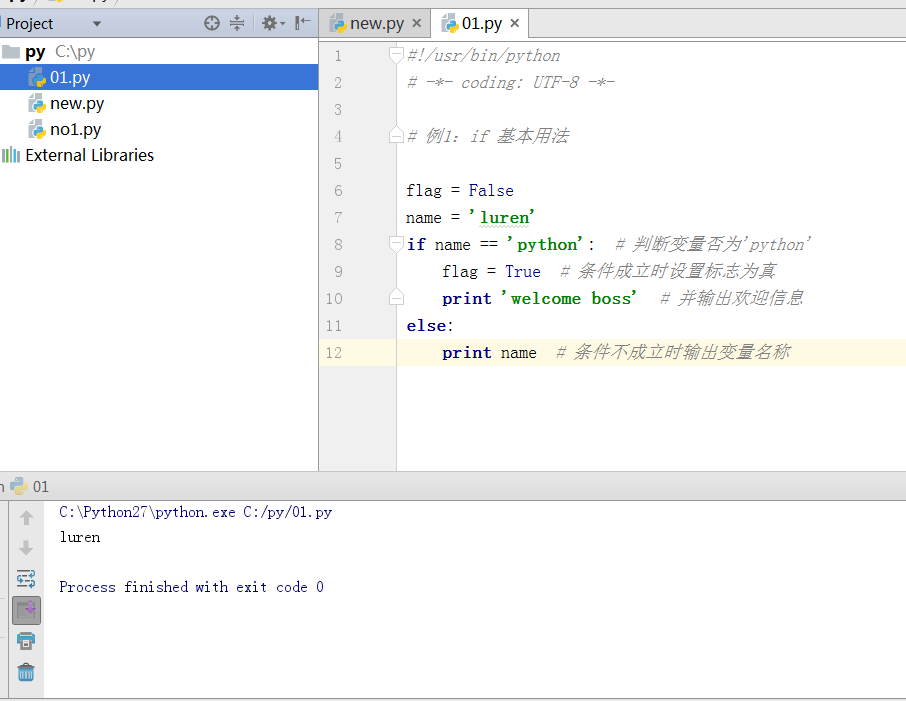 Project
new.py
01.py
py C:\py
01.py
new.py
no1.py
External Libraries
1 #!/usr/bin/python
2 # -*- coding: UTF-8 -*-
3
4 # 例1：if 基本用法
5
6 flag = False
7 name = 'luren'
8 if name == 'python': # 判断变量否为'python'
9 flag = True # 条件成立时设置标志为真
10 print 'welcome boss' # 并输出欢迎信息
11 else:
12 print name # 条件不成立时输出变量名称
01
C:\Python27\python.exe C:/py/01.py
luren
Process finished with exit code 0